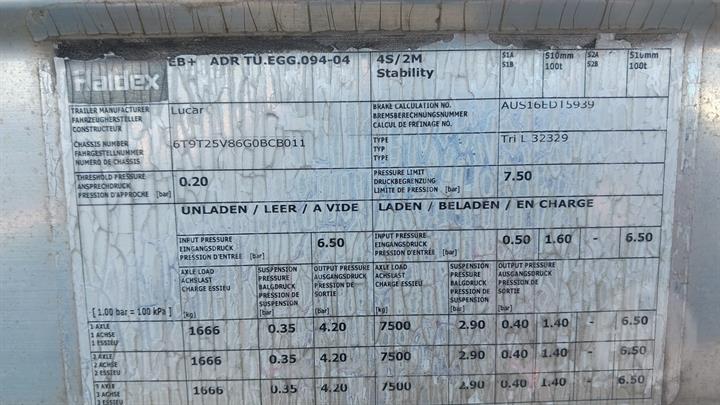 Haldex EB+ ADR TÜ.EGG.094-04 4S/2M Stability S1A S1B 510mm 100t S2A S2B 510mm 100t
TRAILER MANUFACTURER
FAHRZEUGHERSTELLER
CONSTRUCTEUR
Lucar
BRAKE CALCULATION NO.
BREMSBERECHNUNGSNUMMER
CALCUL DE FREINAGE NO.
AUS16EDT5939
CHASSIS NUMBER
FAHRGESTELLNUMMER
NUMERO DE CHASSIS
6T9T25V86G0BCB011
TYPE
TYP
TYPE
Tri L 32329
THRESHOLD PRESSURE
ANSPRECHDRUCK
PRESSION D'APPROCHE [bar]
0.20
PRESSURE LIMIT
DRUCKBEGRENZUNG
LIMITE DE PRESSION [bar]
7.50
UNLADEN / LEER / A VIDE LADEN / BELADEN / EN CHARGE
INPUT PRESSURE
EINGANGSDRUCK
PRESSION D'ENTRÉE [bar]
6.50
INPUT PRESSURE
EINGANGSDRUCK
PRESSION D'ENTRÉE [bar]
0.50 1.60 - 6.50
[ 1.00 bar = 100 kPa ]
AXLE LOAD
ACHSLAST
CHARGE ESSIEU
[kg]
SUSPENSION
PRESSURE
BALGDRUCK
PRESSION DE
SUSPENSION
[bar]
OUTPUT PRESSURE
AUSGANGSDRUCK
PRESSION DE
SORTIE
[bar]
AXLE LOAD
ACHSLAST
CHARGE ESSIEU
[kg]
SUSPENSION
PRESSURE
BALGDRUCK
PRESSION DE
SUSPENSION
[bar]
OUTPUT PRESSURE
AUSGANGSDRUCK
PRESSION DE
SORTIE
[bar]
1 AXLE
1 ACHSE
1 ESSIEU
1666 0.35 4.20 7500 2.90 0.40 1.40 - 6.50
2 AXLE
2 ACHSE
2 ESSIEU
1666 0.35 4.20 7500 2.90 0.40 1.40 - 6.50
3 AXLE
3 ACHSE
3 ESSIEU
1666 0.35 4.20 7500 2.90 0.40 1.40 - 6.50